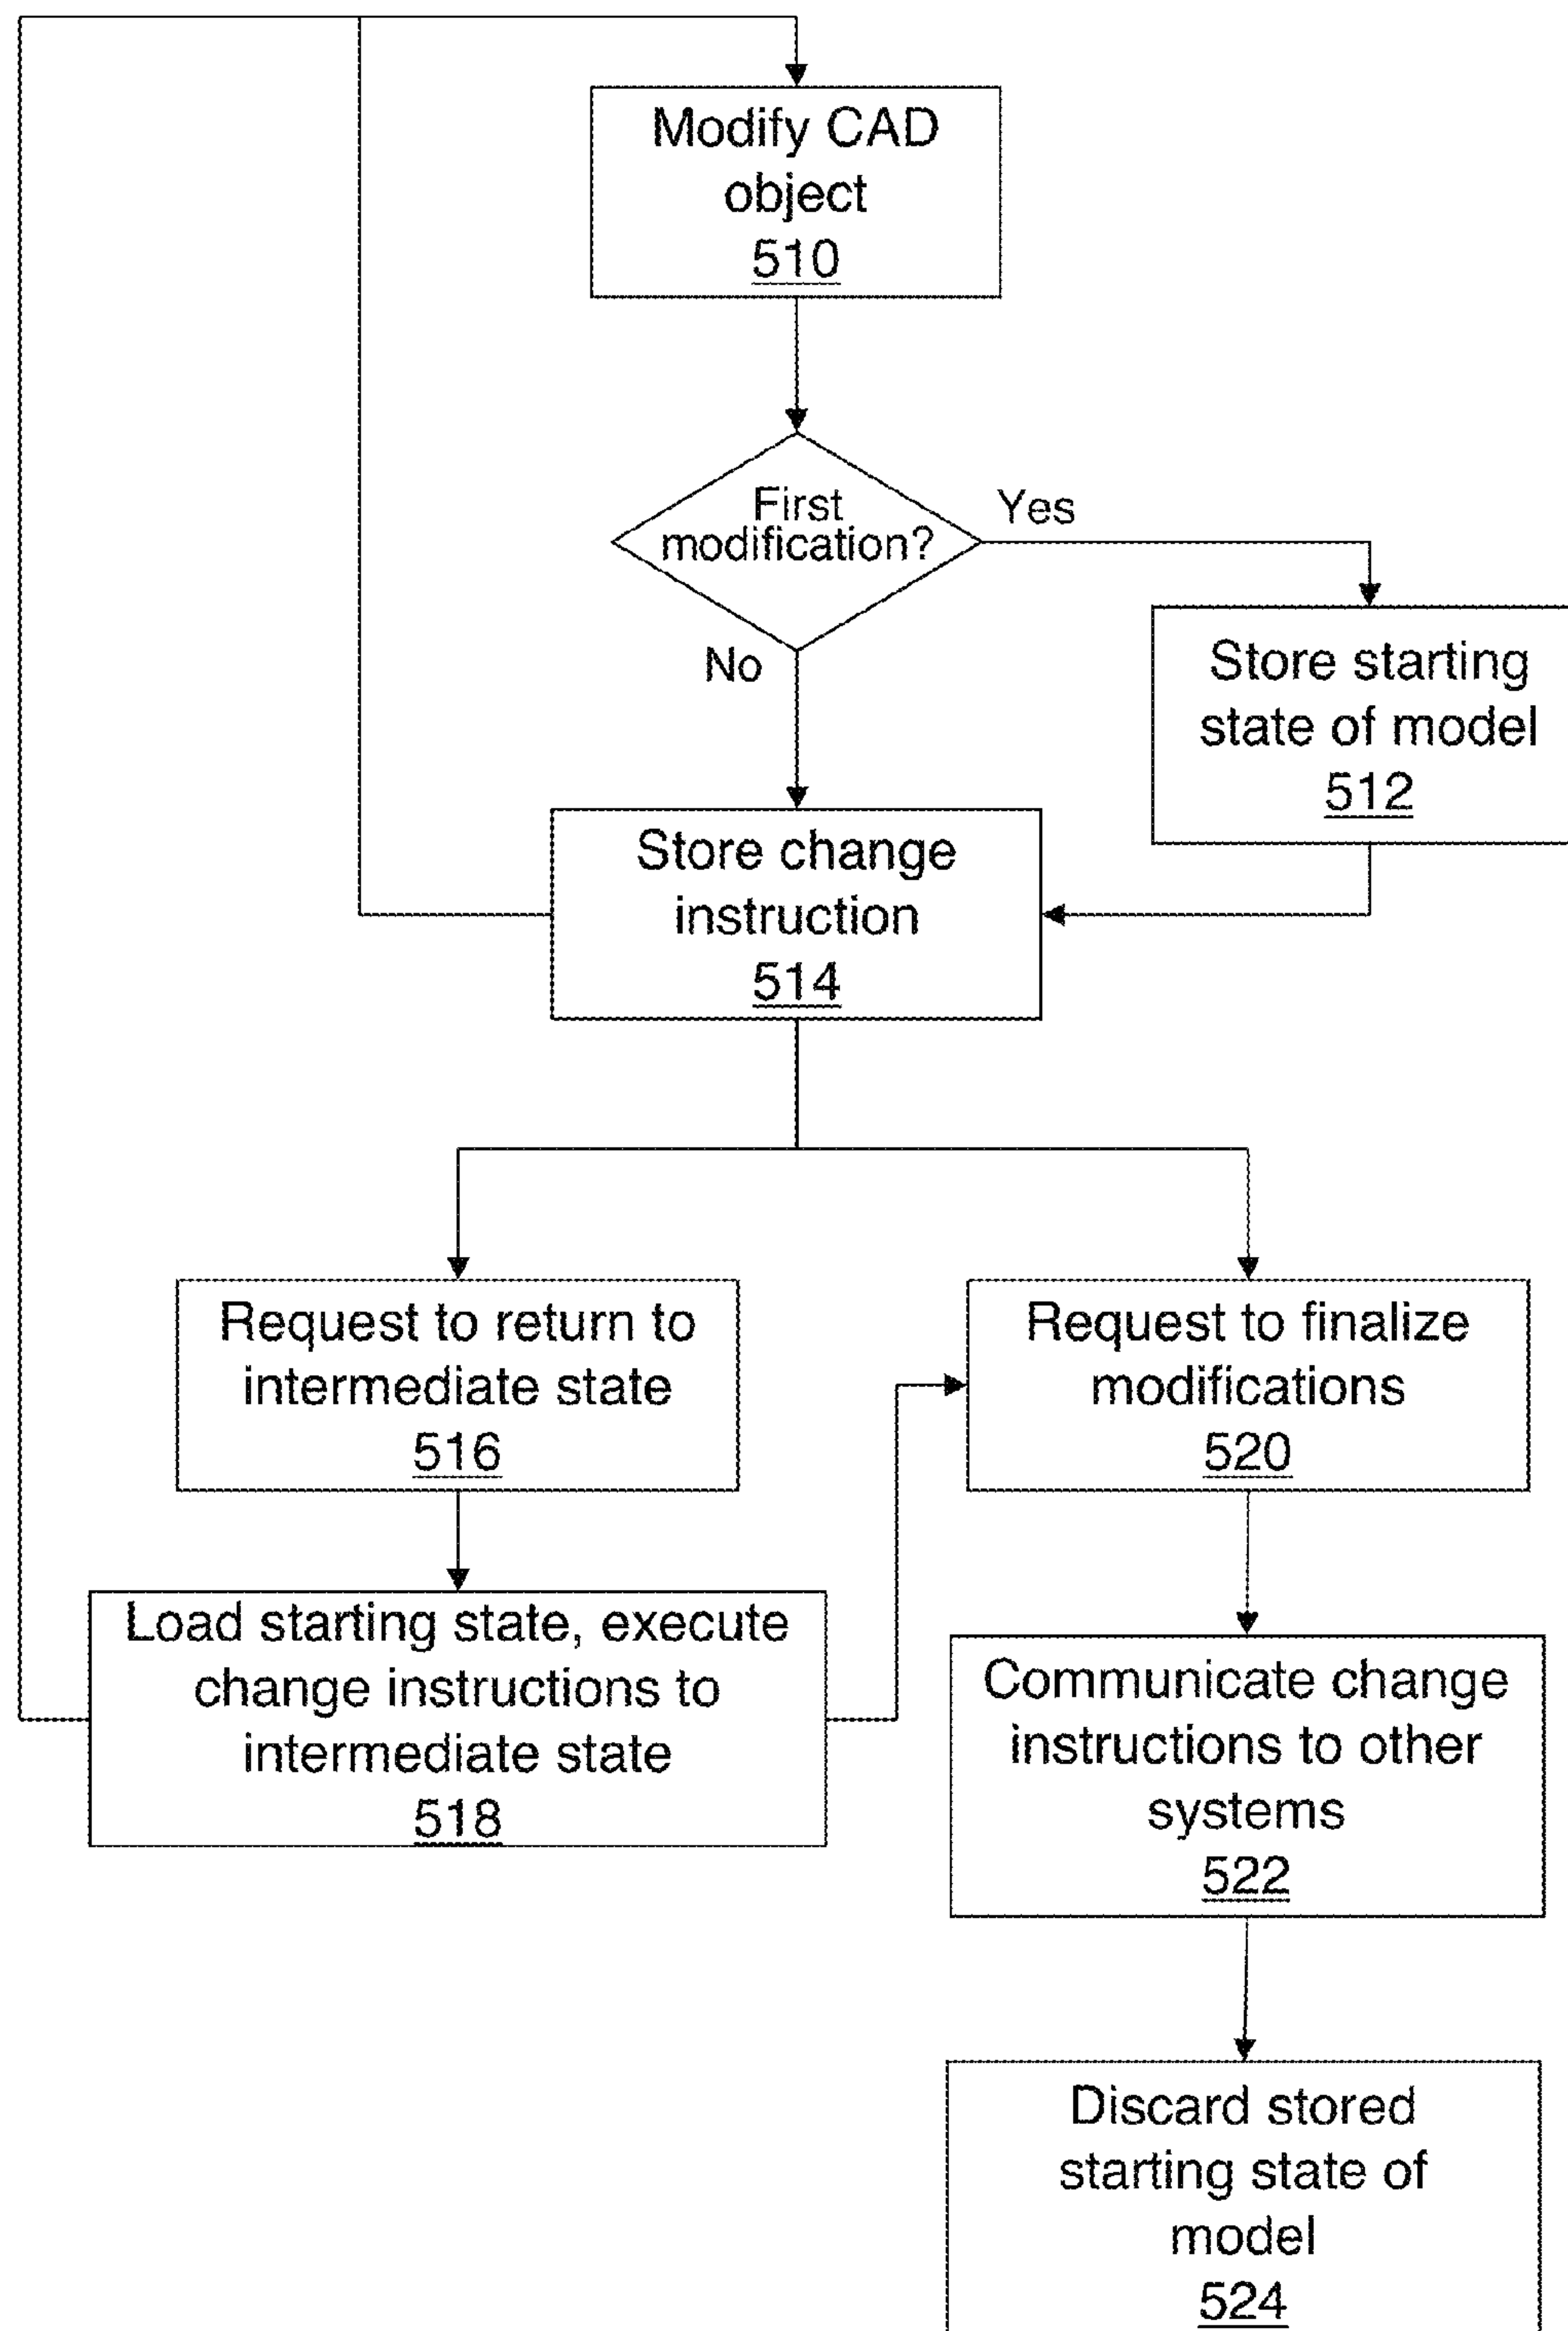 Modify CAD
object
510
First
modification?
Yes
No
Store starting
state of model
512
Store change
instruction
514
Request to return to
intermediate state
516
Request to finalize
modifications
520
Load starting state, execute
change instructions to
intermediate state
518
Communicate change
instructions to other
systems
522
Discard stored
starting state of
model
524